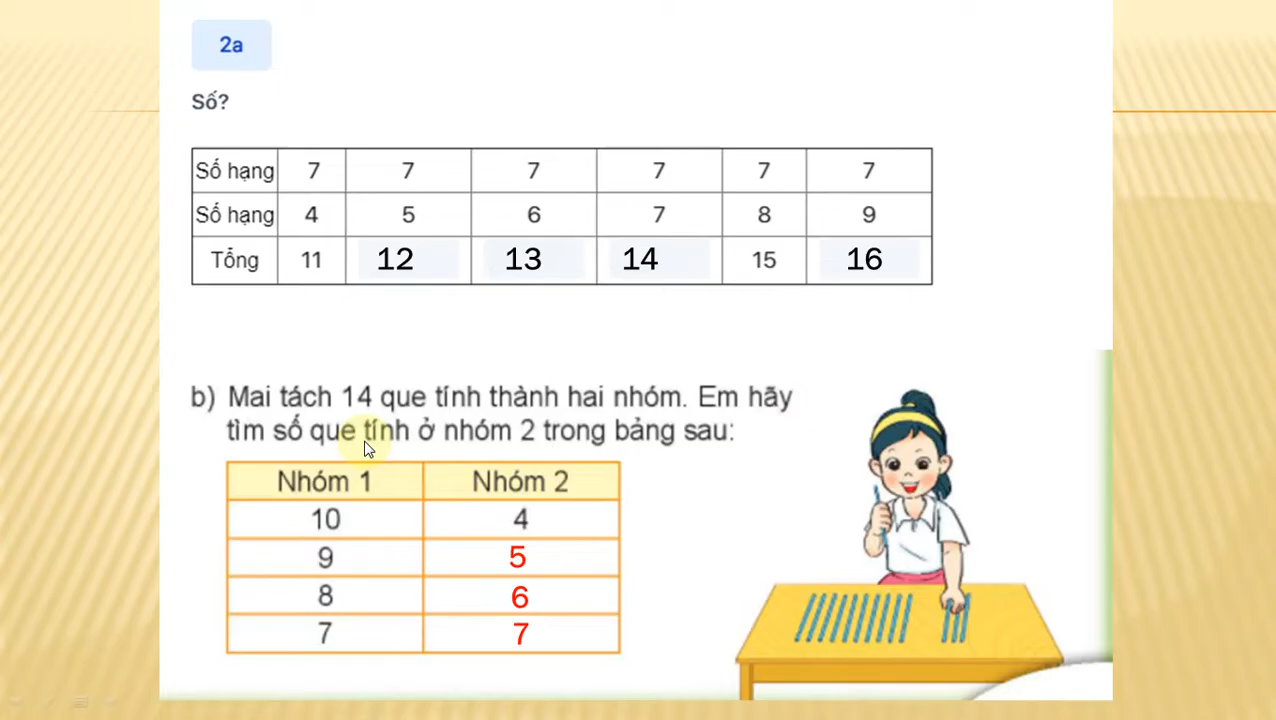 2a
Số?
Số hạng 7 7 7 7 7 7
Số hạng 4 5 6 7 8 9
Tổng 11 12 13 14 15 16
b) Mai tách 14 que tính thành hai nhóm. Em hãy
tìm số que tính ở nhóm 2 trong bảng sau:
Nhóm 1 Nhóm 2
10 4
9 5
8 6
7 7